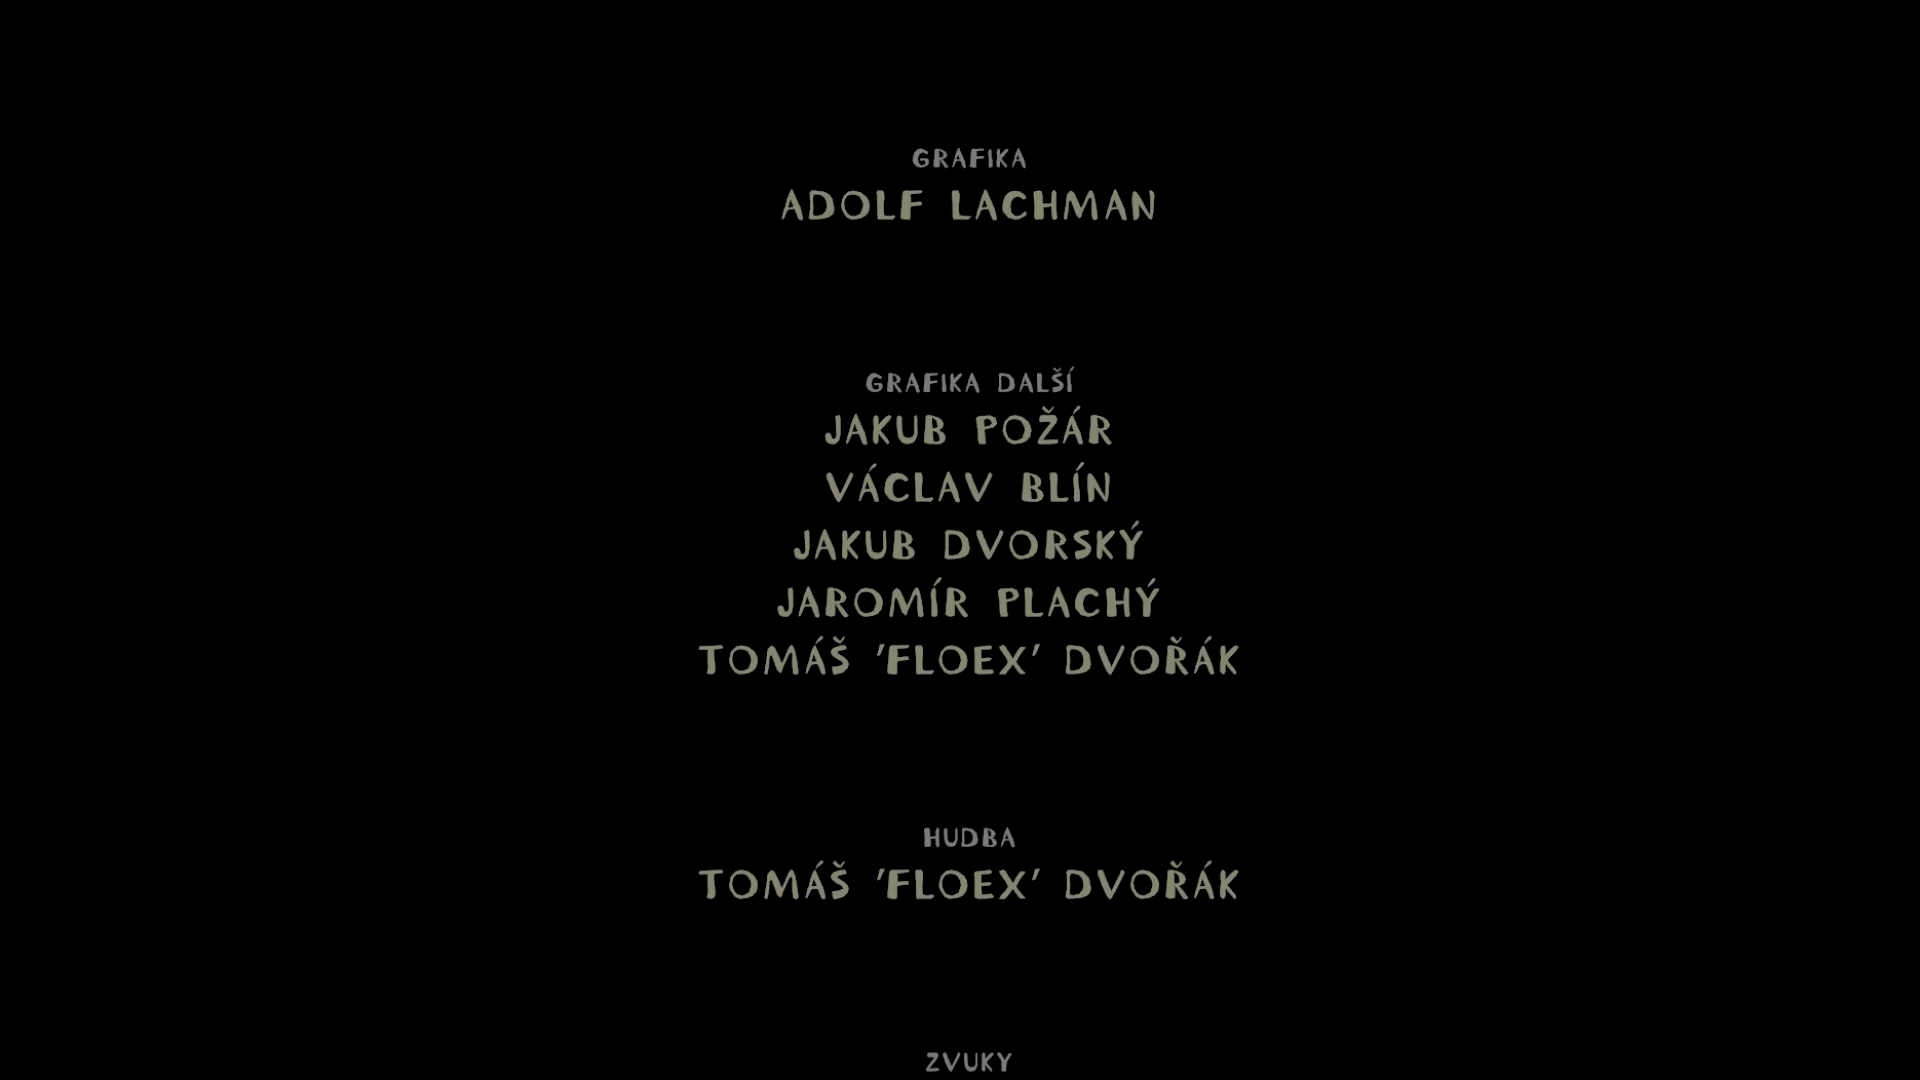 GRAFIKA
ADOLF LACHMAN
GRAFIKA DALŠÍ
JAKUB POŽÁR
VÁCLAV BLÍN
JAKUB DVORSKÝ
JAROMÍR PLACHÝ
TOMÁŠ 'FLOEX' DVOŘÁK
HUDBA
TOMÁŠ 'FLOEX' DVOŘÁK
ZVUKY